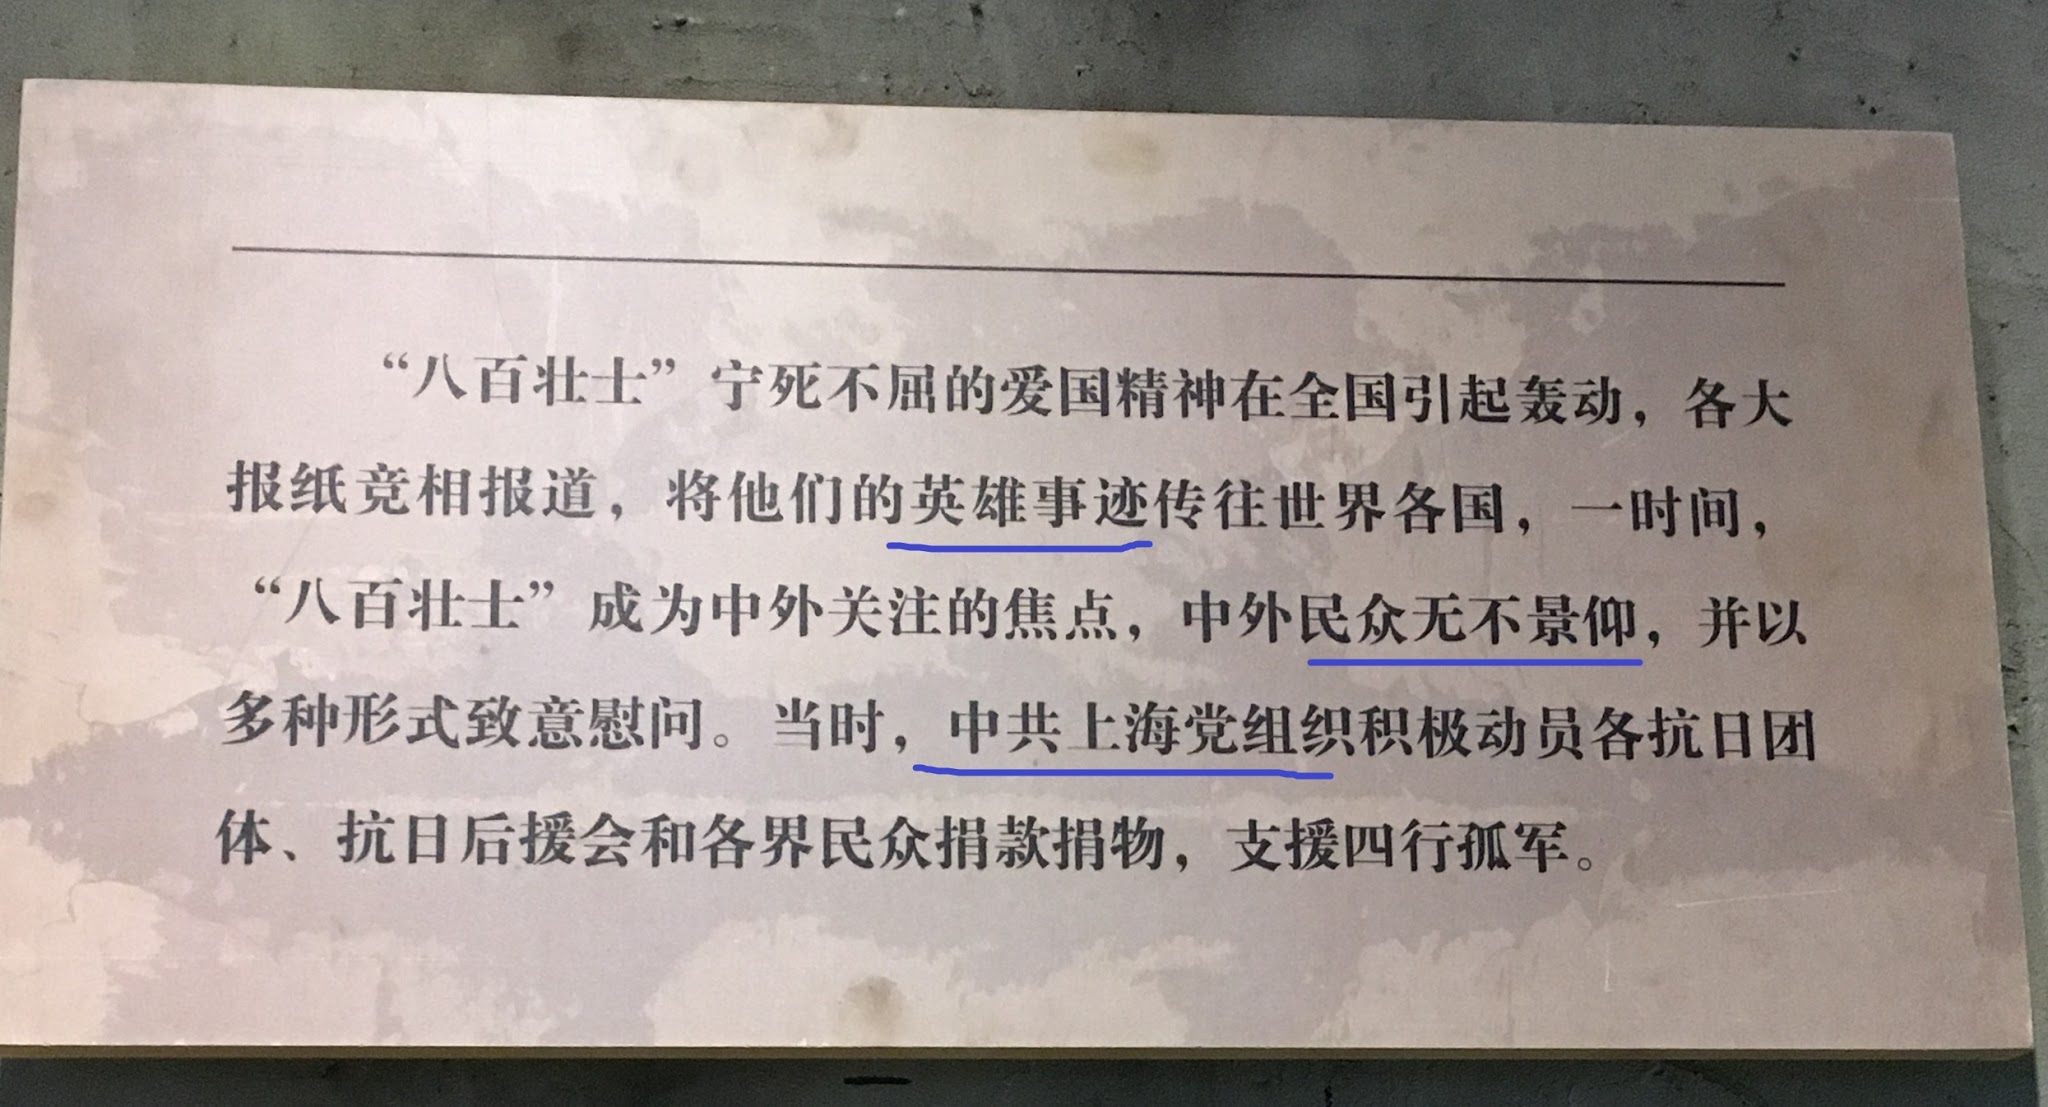 “八百壮士”宁死不屈的爱国精神在全国引起轰动，各大
报纸竞相报道，将他们的英雄事迹传往世界各国，一时间，
“八百壮士”成为中外关注的焦点，中外民众无不景仰，并以
多种形式致意慰问。当时，中共上海党组织积极动员各抗日团
体、抗日后援会和各界民众捐款捐物，支援四行孤军。